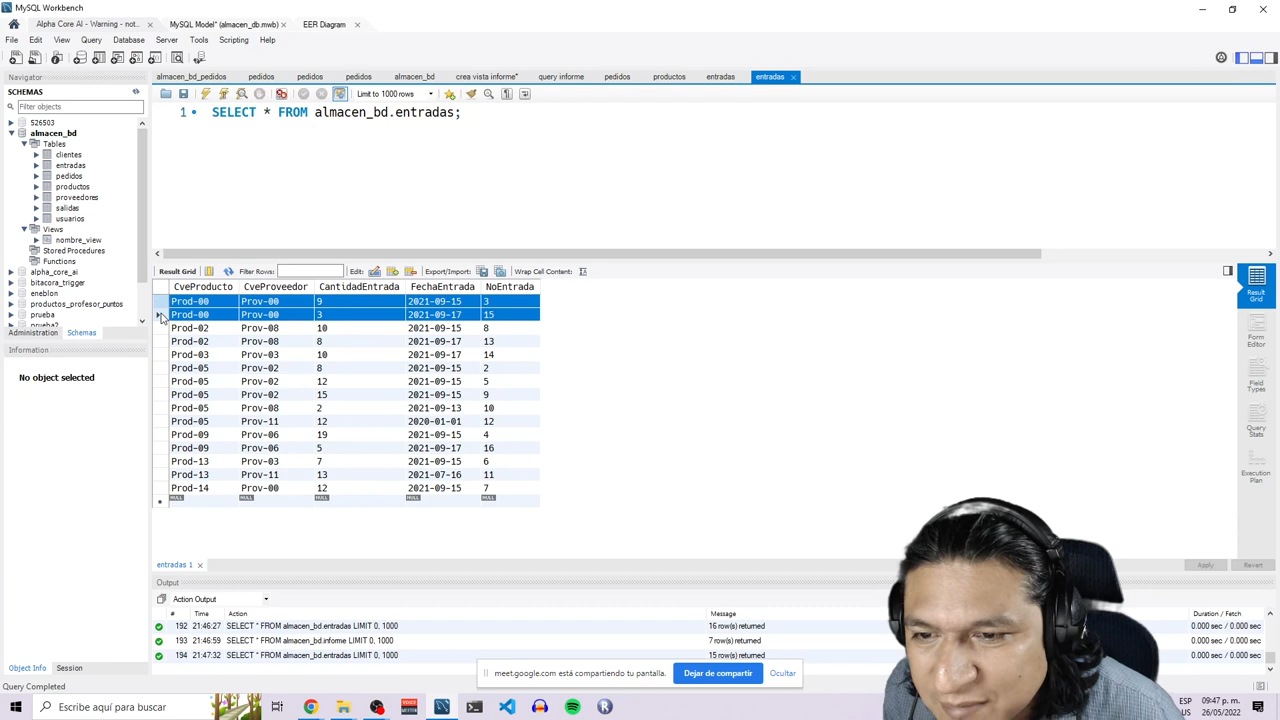 MySQL Workbench
Alpha Core AI - Warning - not...
MySQL Model* (almacen_db.mwb)
EER Diagram
File Edit View Query Database Server Tools Scripting Help
Navigator
SCHEMAS
Filter objects
526503
almacen_bd
Tables
clientes
entradas
pedidos
productos
proveedores
salidas
usuarios
Views
nombre_view
Stored Procedures
Functions
alpha_core_ai
bitacora_trigger
eneblon
productos_profesor_puntos
prueba
prueba2
Administration Schemas
Information
No object selected
Object Info Session
Query Completed
almacen_bd_pedidos pedidos pedidos pedidos almacen_bd crea vista informe* query informe pedidos productos entradas entradas
Limit to 1000 rows
1 SELECT * FROM almacen_bd.entradas;
Result Grid Filter Rows: Edit: Export/Import: Wrap Cell Content:
CveProducto CveProveedor CantidadEntrada FechaEntrada NoEntrada
Prod-00 Prov-00 9 2021-09-15 3
Prod-00 Prov-00 3 2021-09-17 15
Prod-02 Prov-08 10 2021-09-15 8
Prod-02 Prov-08 8 2021-09-17 13
Prod-03 Prov-03 10 2021-09-17 14
Prod-05 Prov-02 8 2021-09-15 2
Prod-05 Prov-02 12 2021-09-15 5
Prod-05 Prov-02 15 2021-09-15 9
Prod-05 Prov-08 2 2021-09-13 10
Prod-05 Prov-11 12 2020-01-01 12
Prod-09 Prov-06 19 2021-09-15 4
Prod-09 Prov-06 5 2021-09-17 16
Prod-13 Prov-03 7 2021-09-15 6
Prod-13 Prov-11 13 2021-07-16 11
Prod-14 Prov-00 12 2021-09-15 7
NULL NULL NULL NULL NULL
Result Grid
Form Editor
Field Types
Query Stats
Execution Plan
entradas 1
Apply Revert
Output
Action Output
# Time Action Message Duration / Fetch
192 21:46:27 SELECT * FROM almacen_bd.entradas LIMIT 0, 1000 16 row(s) returned 0.000 sec / 0.000 sec
193 21:46:59 SELECT * FROM almacen_bd.informe LIMIT 0, 1000 7 row(s) returned 0.000 sec / 0.000 sec
194 21:47:32 SELECT * FROM almacen_bd.entradas LIMIT 0, 1000 15 row(s) returned 0.000 sec / 0.000 sec
meet.google.com está compartiendo tu pantalla. Dejar de compartir Ocultar
Escribe aquí para buscar
ESP
US
09:47 p. m.
26/05/2022